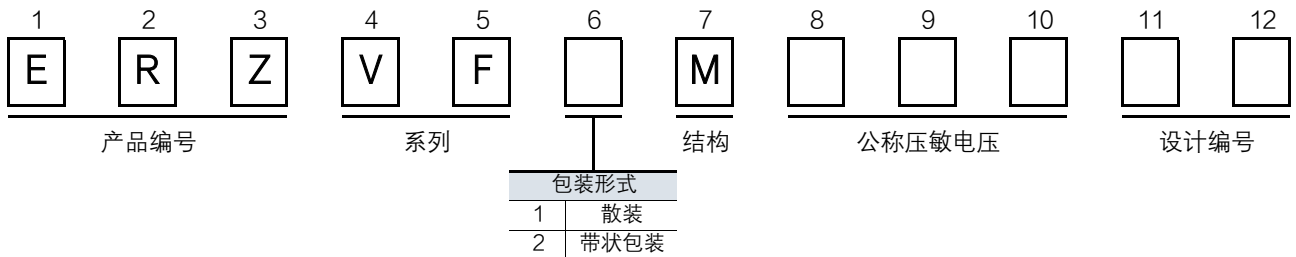 1 2 3 4 5 6 7 8 9 10 11 12
E R Z V F M
产品编号 系列 结构 公称压敏电压 设计编号
包装形式
1 散装
2 带状包装